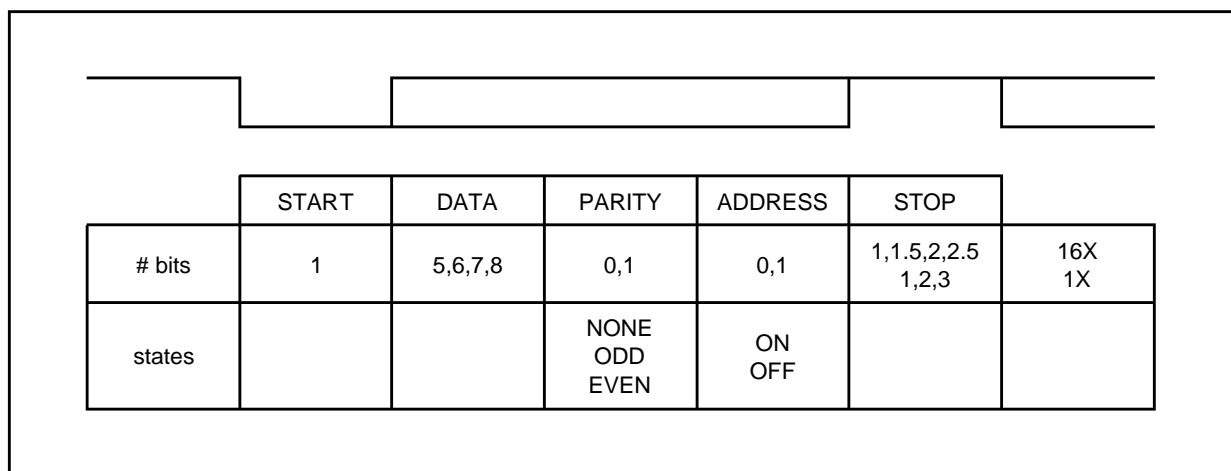 START DATA PARITY ADDRESS STOP
# bits 1 5,6,7,8 0,1 0,1 1,1.5,2,2.5 16X
1,2,3 1X
states NONE ON
ODD OFF
EVEN